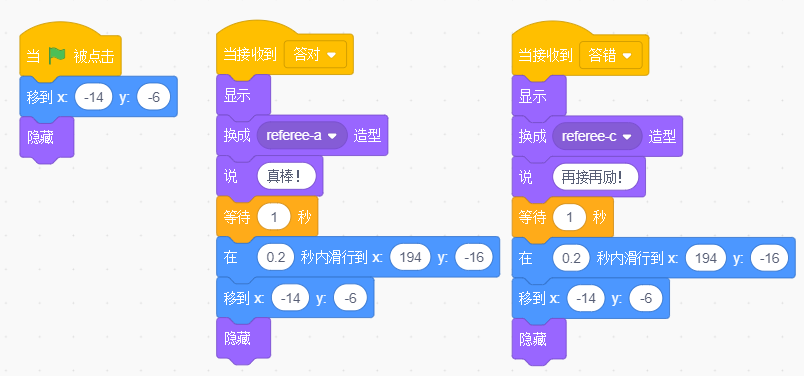 当 被点击
移到 x: -14 y: -6
隐藏
当接收到 答对
显示
换成 referee-a 造型
说 真棒！
等待 1 秒
在 0.2 秒内滑行到 x: 194 y: -16
移到 x: -14 y: -6
隐藏
当接收到 答错
显示
换成 referee-c 造型
说 再接再励！
等待 1 秒
在 0.2 秒内滑行到 x: 194 y: -16
移到 x: -14 y: -6
隐藏